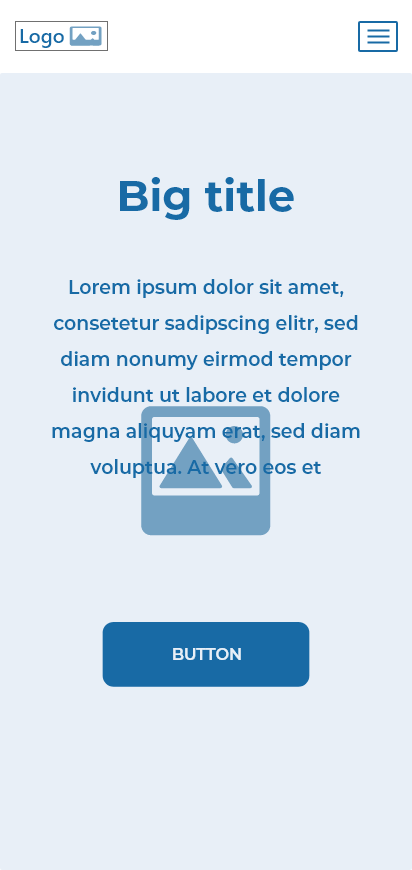 Logo
Big title
Lorem ipsum dolor sit amet,
consetetur sadipscing elitr, sed
diam nonumy eirmod tempor
invidunt ut labore et dolore
magna aliquyam erat, sed diam
voluptua. At vero eos et
BUTTON